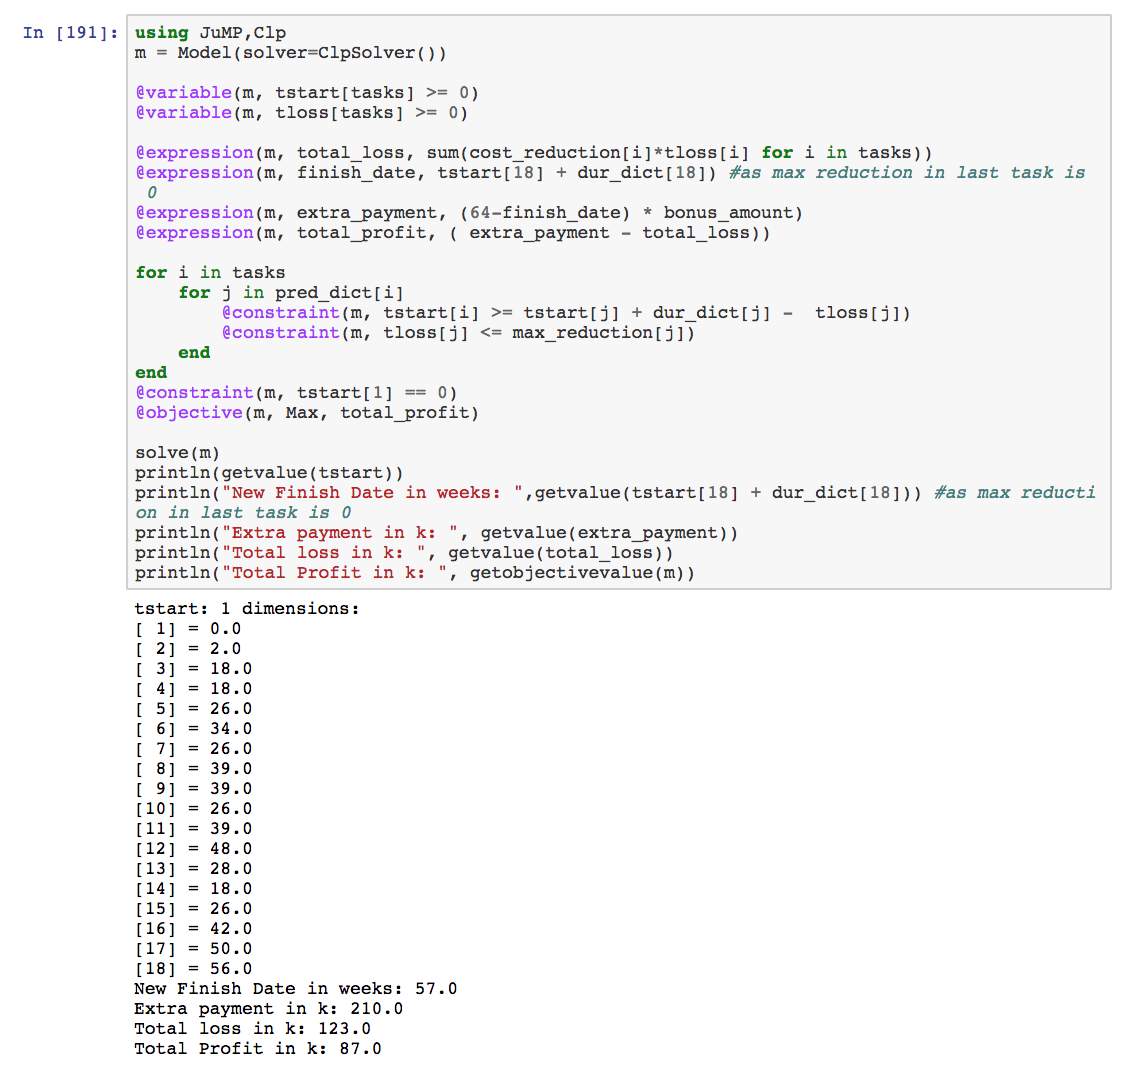 In [191]:
using JuMP,Clp
m = Model(solver=ClpSolver())
@variable(m, tstart[tasks] >= 0)
@variable(m, tloss[tasks] >= 0)
@expression(m, total_loss, sum(cost_reduction[i]*tloss[i] for i in tasks))
@expression(m, finish_date, tstart[18] + dur_dict[18]) #as max reduction in last task is
0
@expression(m, extra_payment, (64-finish_date) * bonus_amount)
@expression(m, total_profit, ( extra_payment - total_loss))
for i in tasks
    for j in pred_dict[i]
        @constraint(m, tstart[i] >= tstart[j] + dur_dict[j] -  tloss[j])
        @constraint(m, tloss[j] <= max_reduction[j])
    end
end
@constraint(m, tstart[1] == 0)
@objective(m, Max, total_profit)
solve(m)
println(getvalue(tstart))
println("New Finish Date in weeks: ",getvalue(tstart[18] + dur_dict[18])) #as max reducti
on in last task is 0
println("Extra payment in k: ", getvalue(extra_payment))
println("Total loss in k: ", getvalue(total_loss))
println("Total Profit in k: ", getobjectivevalue(m))
tstart: 1 dimensions:
[ 1] = 0.0
[ 2] = 2.0
[ 3] = 18.0
[ 4] = 18.0
[ 5] = 26.0
[ 6] = 34.0
[ 7] = 26.0
[ 8] = 39.0
[ 9] = 39.0
[10] = 26.0
[11] = 39.0
[12] = 48.0
[13] = 28.0
[14] = 18.0
[15] = 26.0
[16] = 42.0
[17] = 50.0
[18] = 56.0
New Finish Date in weeks: 57.0
Extra payment in k: 210.0
Total loss in k: 123.0
Total Profit in k: 87.0